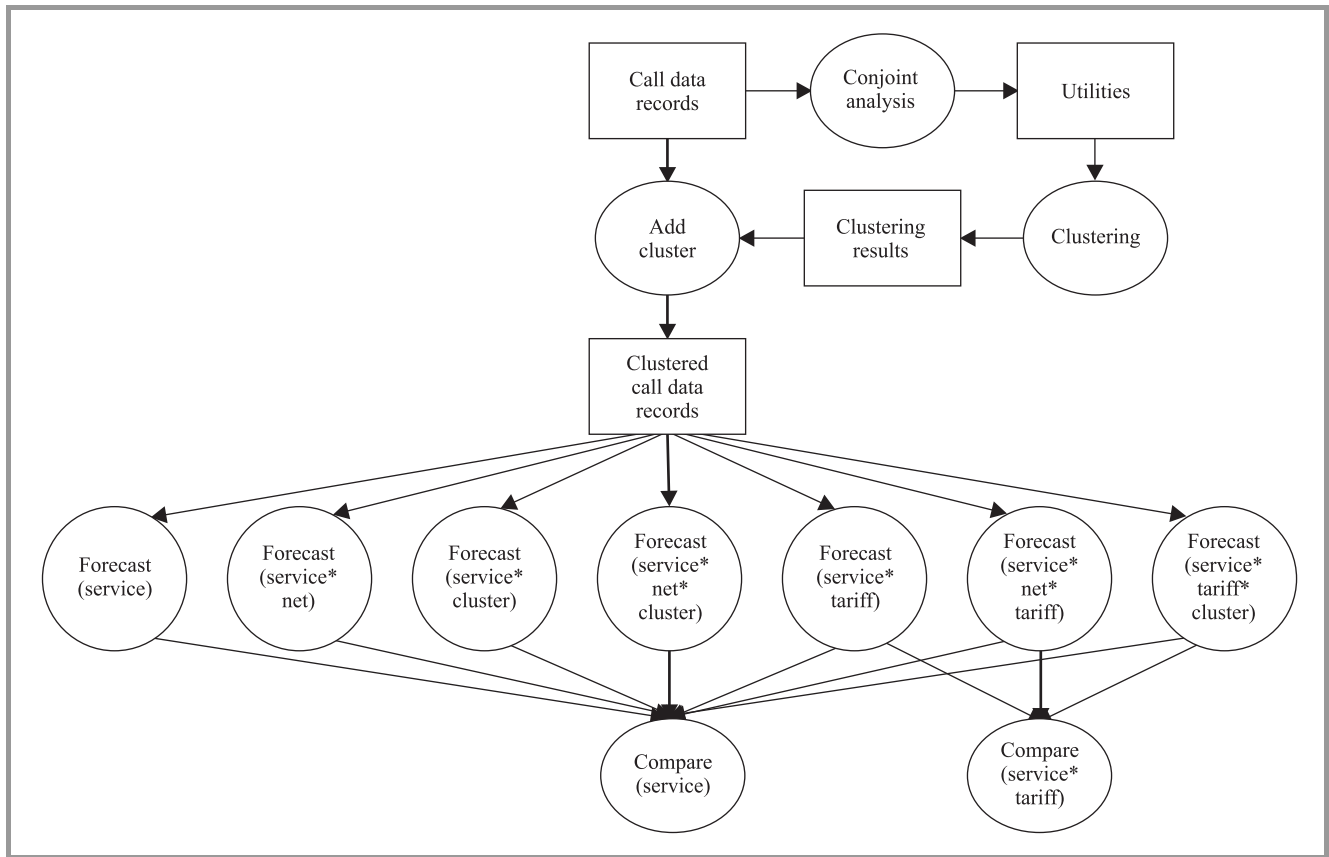 Call data
records
Conjoint
analysis
Utilities
Add
cluster
Clustering
results
Clustering
Clustered
call data
records
Forecast
(service)
Forecast
(service*
net)
Forecast
(service*
cluster)
Forecast
(service*
net*
cluster)
Forecast
(service*
tariff)
Forecast
(service*
net*
tariff)
Forecast
(service*
tariff*
cluster)
Compare
(service)
Compare
(service*
tariff)